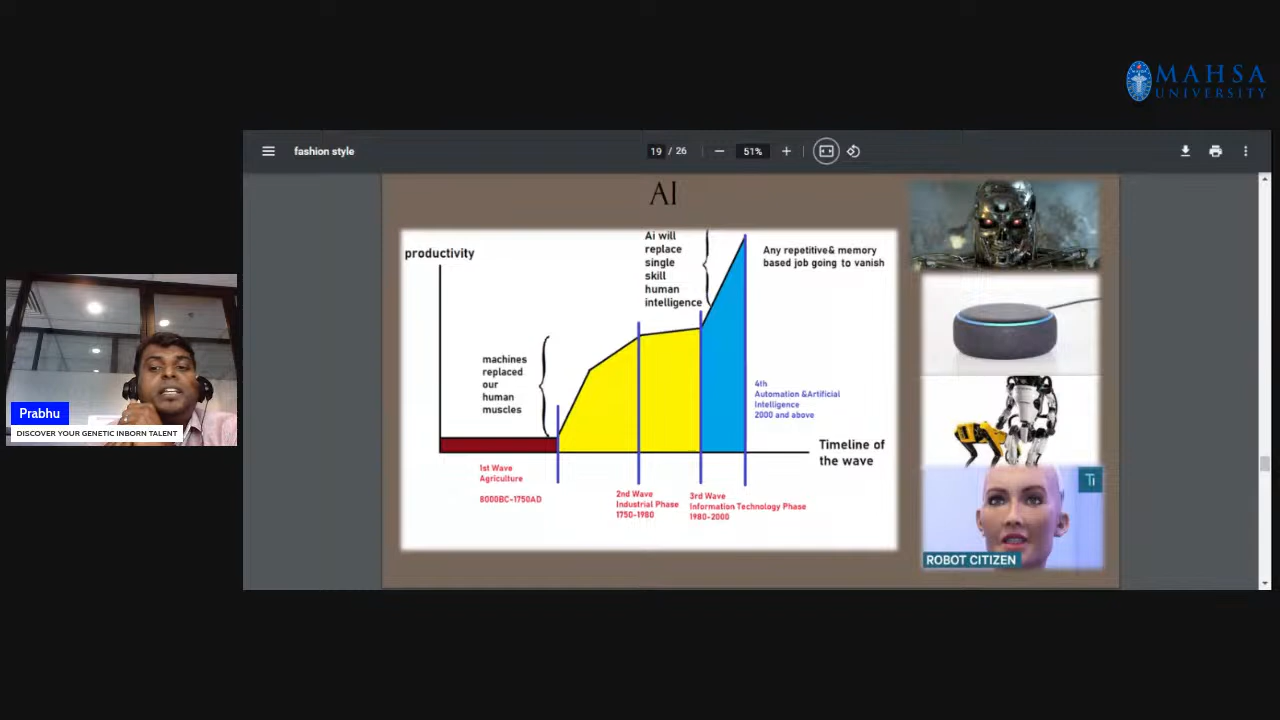 MAHSA
UNIVERSITY
fashion style
19 / 26
51%
AI
productivity
Ai will
replace
single
skill
human
intelligence
Any repetitive& memory
based job going to vanish
machines
replaced
our
human
muscles
4th
Automation &Artificial
Intelligence
2000 and above
Timeline of
the wave
1st Wave
Agriculture
8000BC-1750AD
2nd Wave
Industrial Phase
1750-1980
3rd Wave
Information Technology Phase
1980-2000
Ti
ROBOT CITIZEN
Prabhu
DISCOVER YOUR GENETIC INBORN TALENT